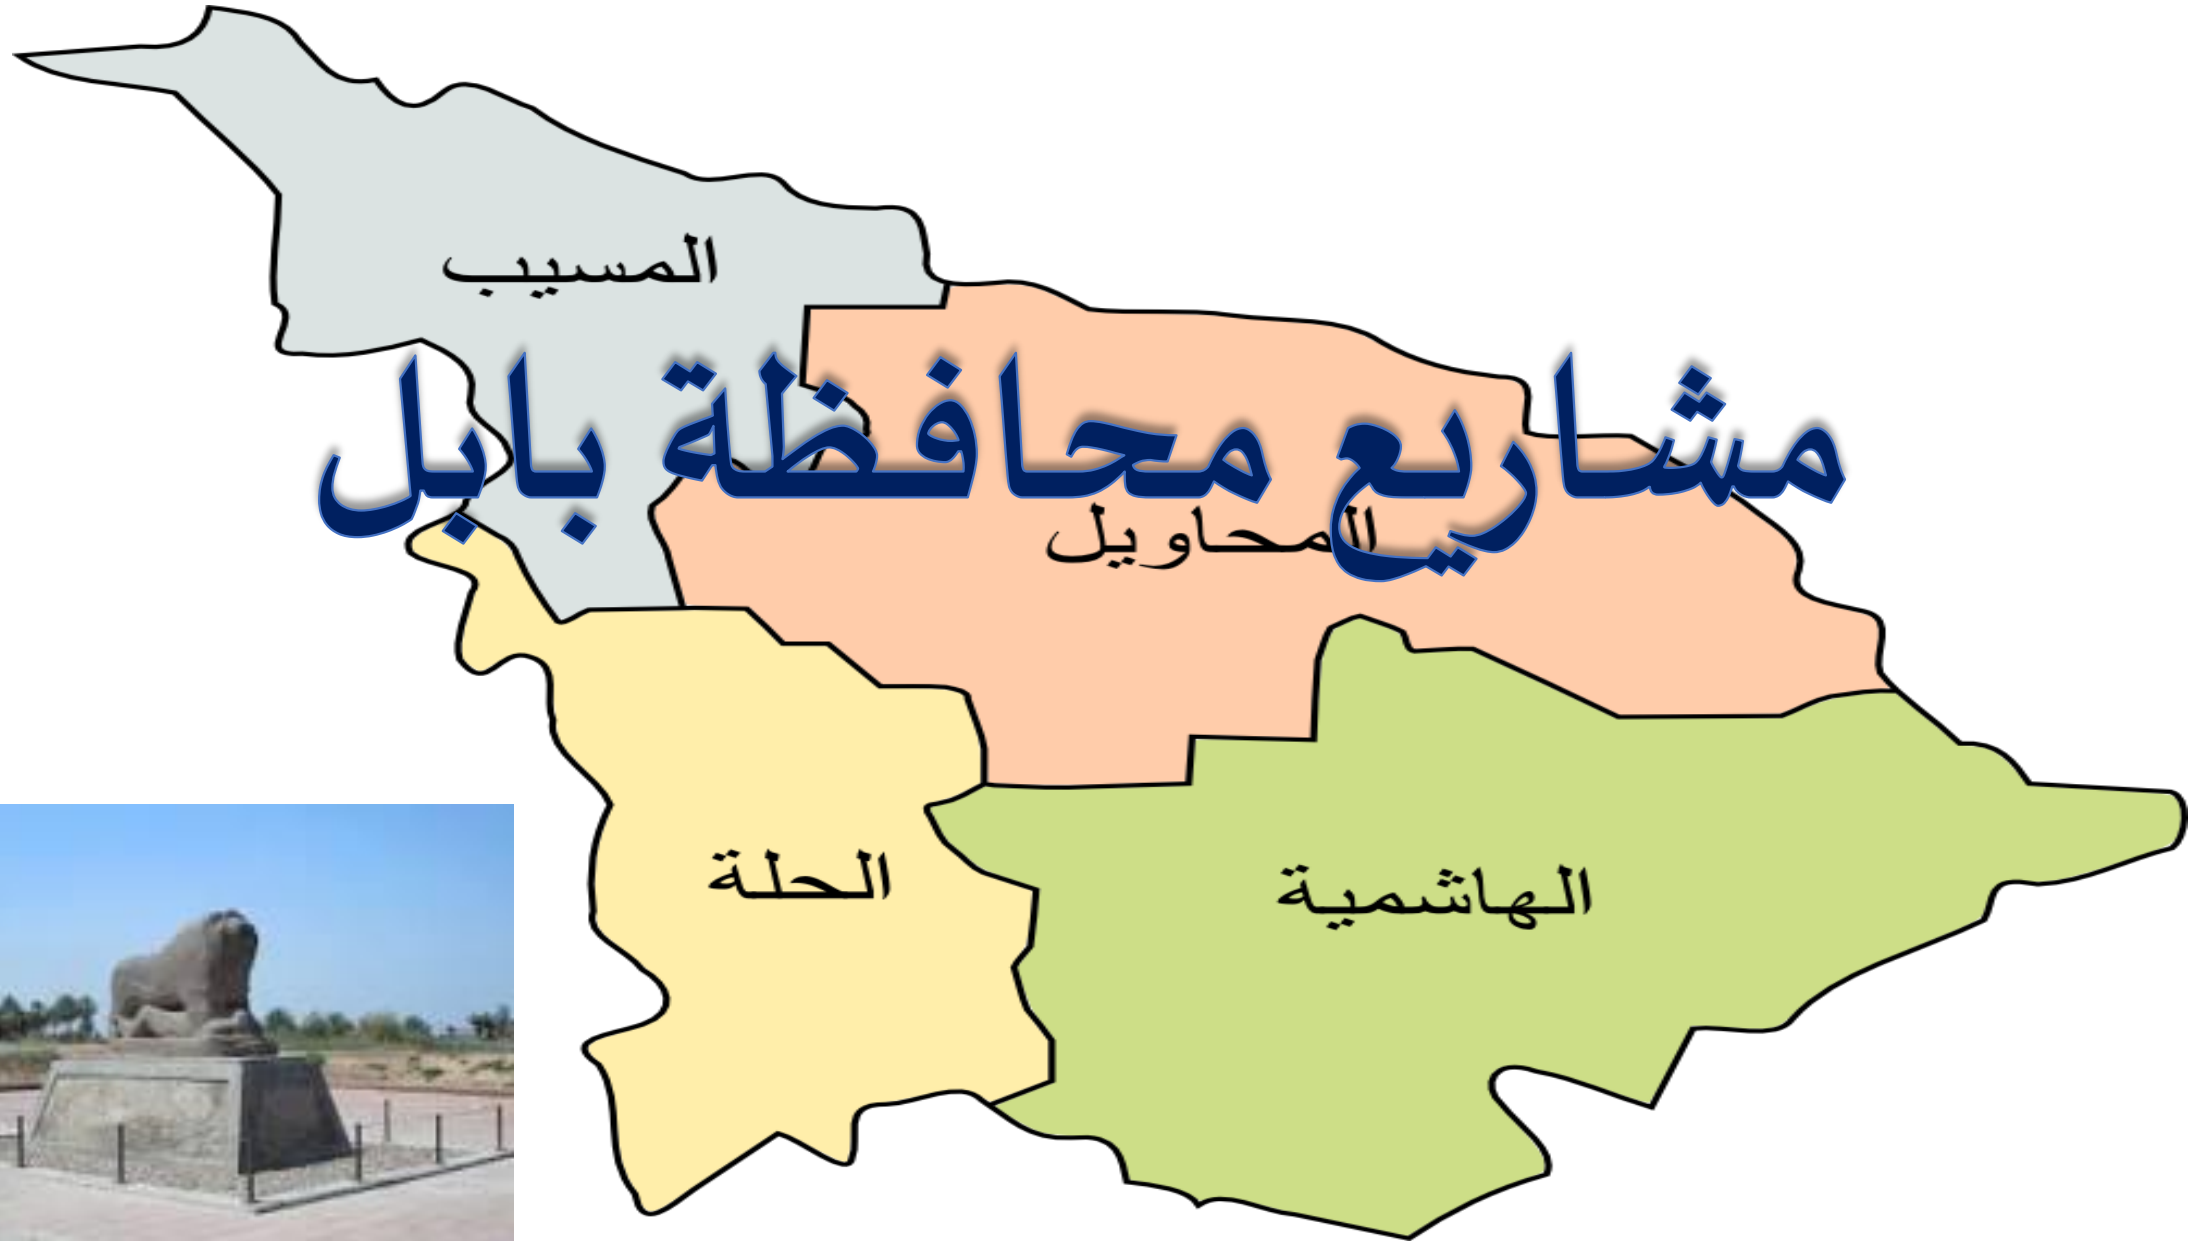 المسيب
مشاريع محافظة بابل
المحاويل
الحلة
الهاشمية